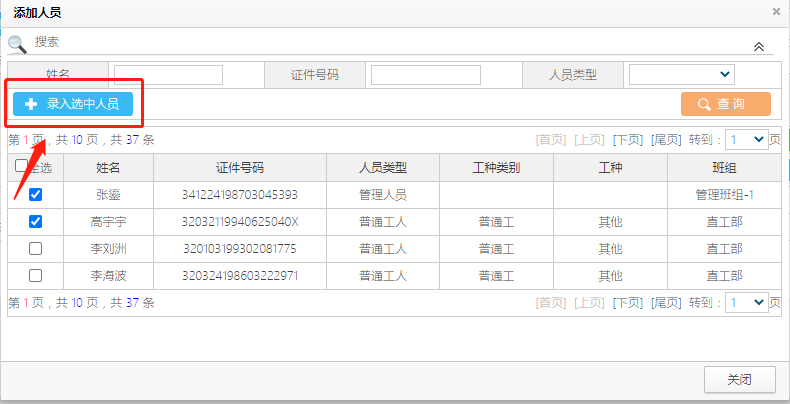 添加人员 ×
搜索
姓名 证件号码 人员类型
录入选中人员 查 询
第 1 页，共 10 页，共 37 条 [首页] [上页] [下页] [尾页] 转到： 1 页
全选 姓名 证件号码 人员类型 工种类别 工种 班组
张鎏 341224198703045393 管理人员 管理班组-1
高宇宇 32032119940625040X 普通工人 普通工 其他 直工部
李刘洲 320103199302081775 普通工人 普通工 其他 直工部
李海波 320324198603222971 普通工人 普通工 其他 直工部
第 1 页，共 10 页，共 37 条 [首页] [上页] [下页] [尾页] 转到： 1 页
关闭